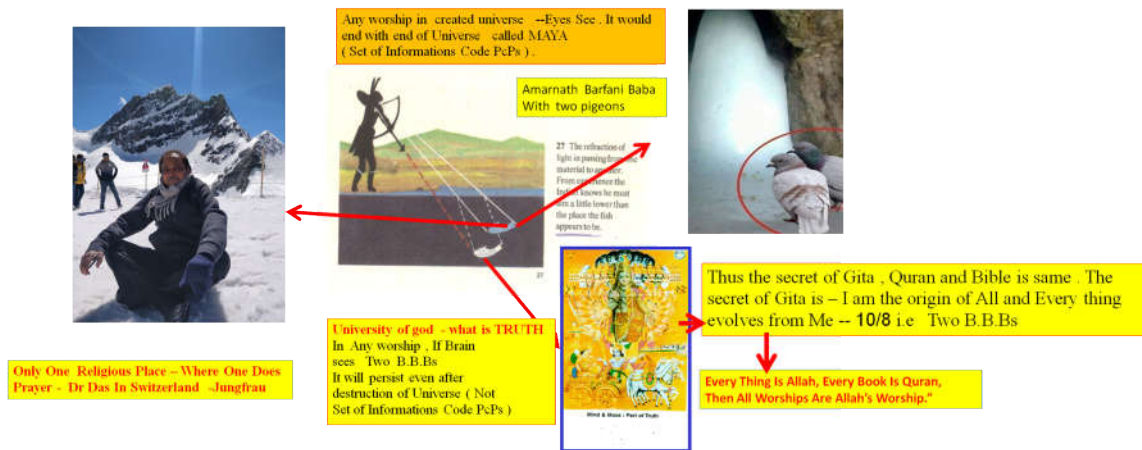 Any worship in created universe --Eyes See . It would
end with end of Universe called MAYA
( Set of Informations Code PcPs ) .
Amarnath Barfani Baba
With two pigeons
27 The refraction of
light is passing from one
material to another.
From experience the
Indian knows he must
aim a little lower than
the place the fish
appears to be.
27
University of god - what is TRUTH
In Any worship , If Brain
sees Two B.B.Bs
It will persist even after
destruction of Universe ( Not
Set of Informations Code PcPs )
Mind & Mass : Part of Truth
Thus the secret of Gita , Quran and Bible is same . The
secret of Gita is – I am the origin of All and Every thing
evolves from Me -- 10/8 i.e Two B.B.Bs
Every Thing Is Allah, Every Book Is Quran,
Then All Worships Are Allah's Worship."
Only One Religious Place – Where One Does
Prayer - Dr Das In Switzerland -Jungfrau